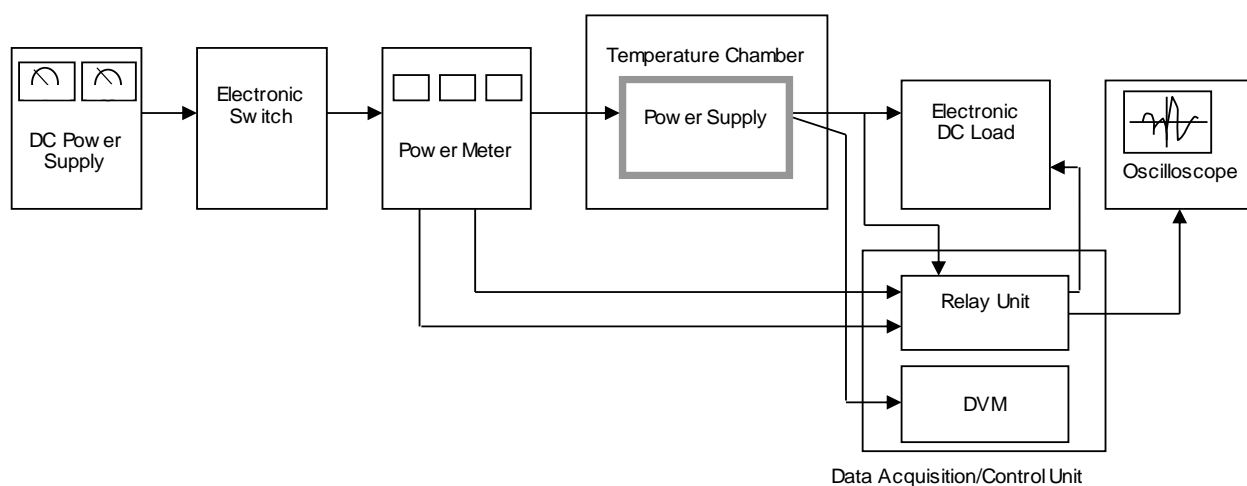 DC Power
Supply
Electronic
Switch
Power Meter
Temperature Chamber
Power Supply
Electronic
DC Load
Oscilloscope
Relay Unit
DVM
Data Acquisition/Control Unit